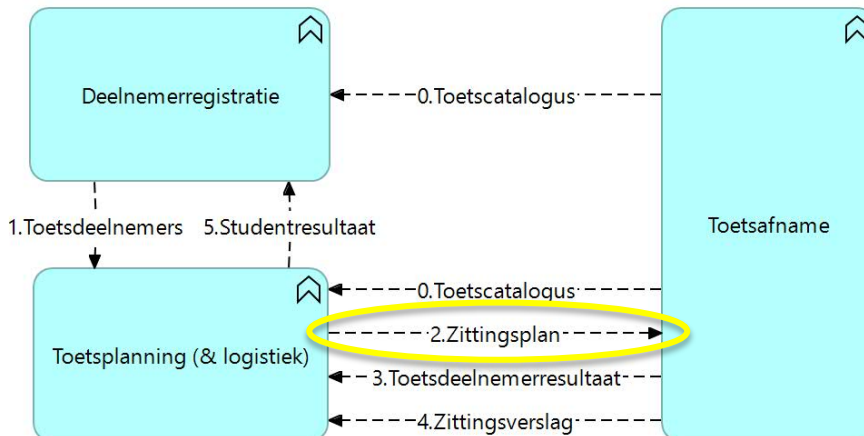 Deelnemerregistratie
0.Toetscatalogus
Toetsafname
1.Toetsdeelnemers
5.Studentresultaat
Toetsplanning (& logistiek)
0.Toetscatalogus
2.Zittingsplan
3.Toetsdeelnemerresultaat
4.Zittingsverslag